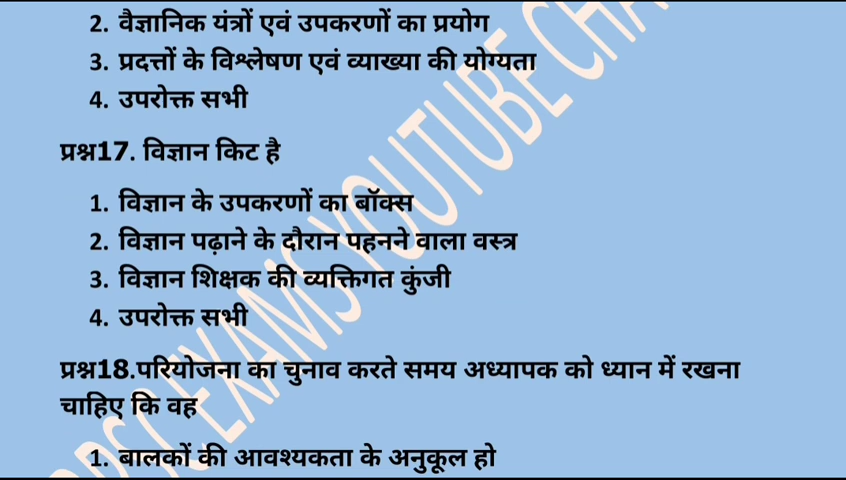 2. वैज्ञानिक यंत्रों एवं उपकरणों का प्रयोग
3. प्रदत्तों के विश्लेषण एवं व्याख्या की योग्यता
4. उपरोक्त सभी
प्रश्न17. विज्ञान किट है
1. विज्ञान के उपकरणों का बॉक्स
2. विज्ञान पढ़ाने के दौरान पहनने वाला वस्त्र
3. विज्ञान शिक्षक की व्यक्तिगत कुंजी
4. उपरोक्त सभी
प्रश्न18.परियोजना का चुनाव करते समय अध्यापक को ध्यान में रखना
चाहिए कि वह
1. बालकों की आवश्यकता के अनुकूल हो
EXAMS YOUTUBE